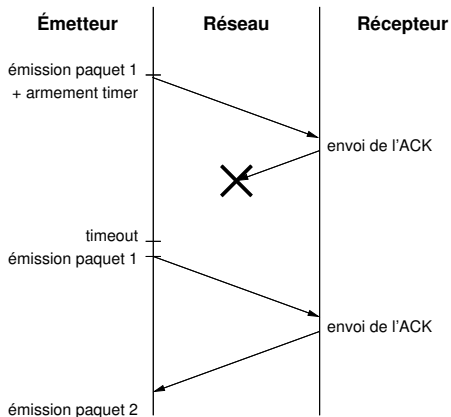 Émetteur
Réseau
Récepteur
émission paquet 1
+ armement timer
envoi de l'ACK
timeout
émission paquet 1
envoi de l'ACK
émission paquet 2